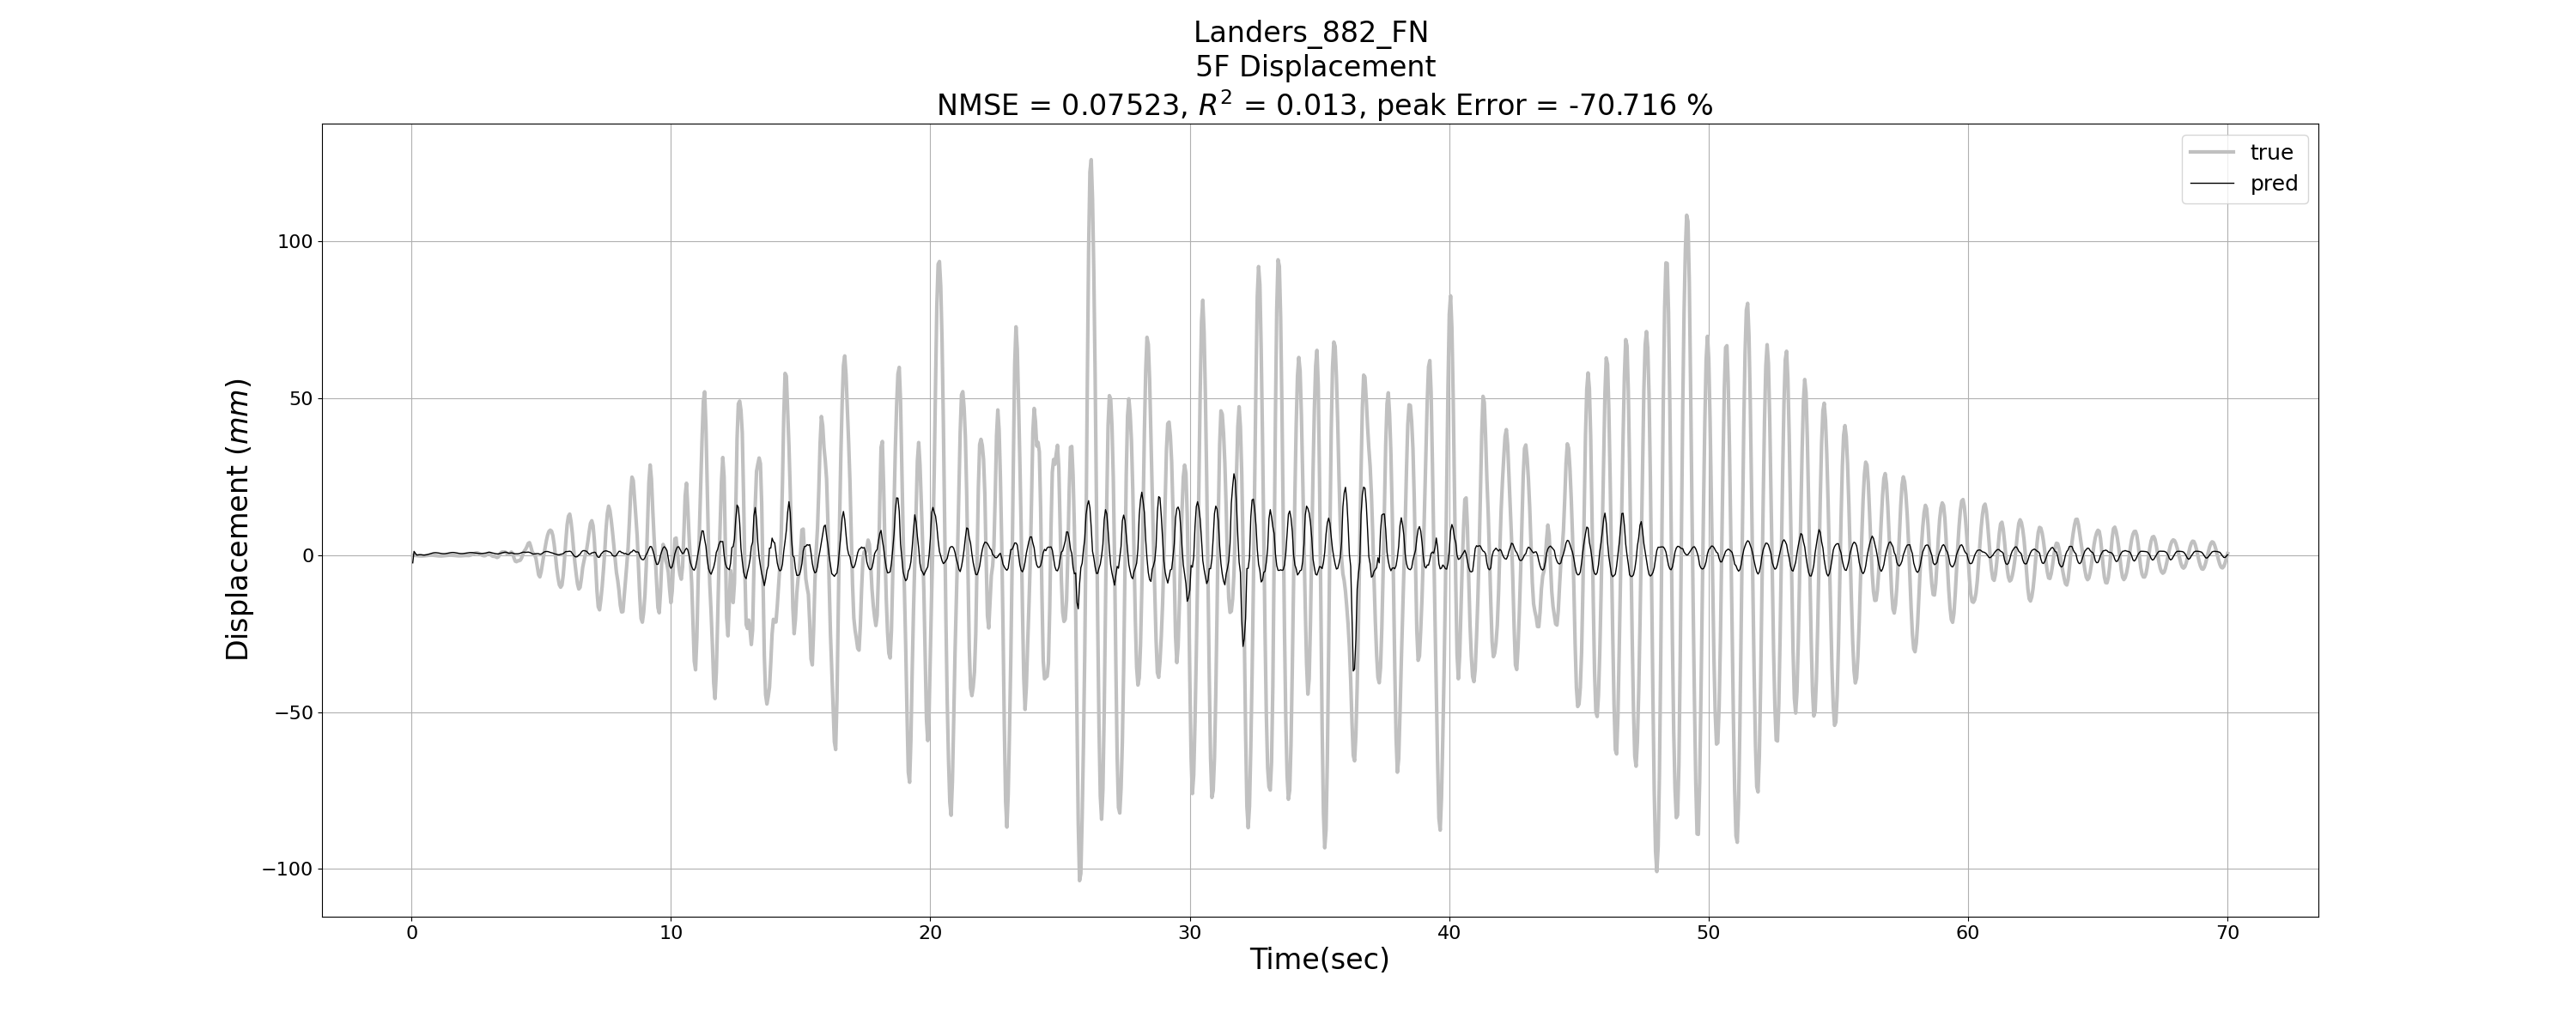 Landers_882_FN
5F Displacement
NMSE = 0.07523, R² = 0.013, peak Error = -70.716 %
true
pred
Displacement (mm)
100
50
0
−50
−100
0 10 20 30 40 50 60 70
Time(sec)